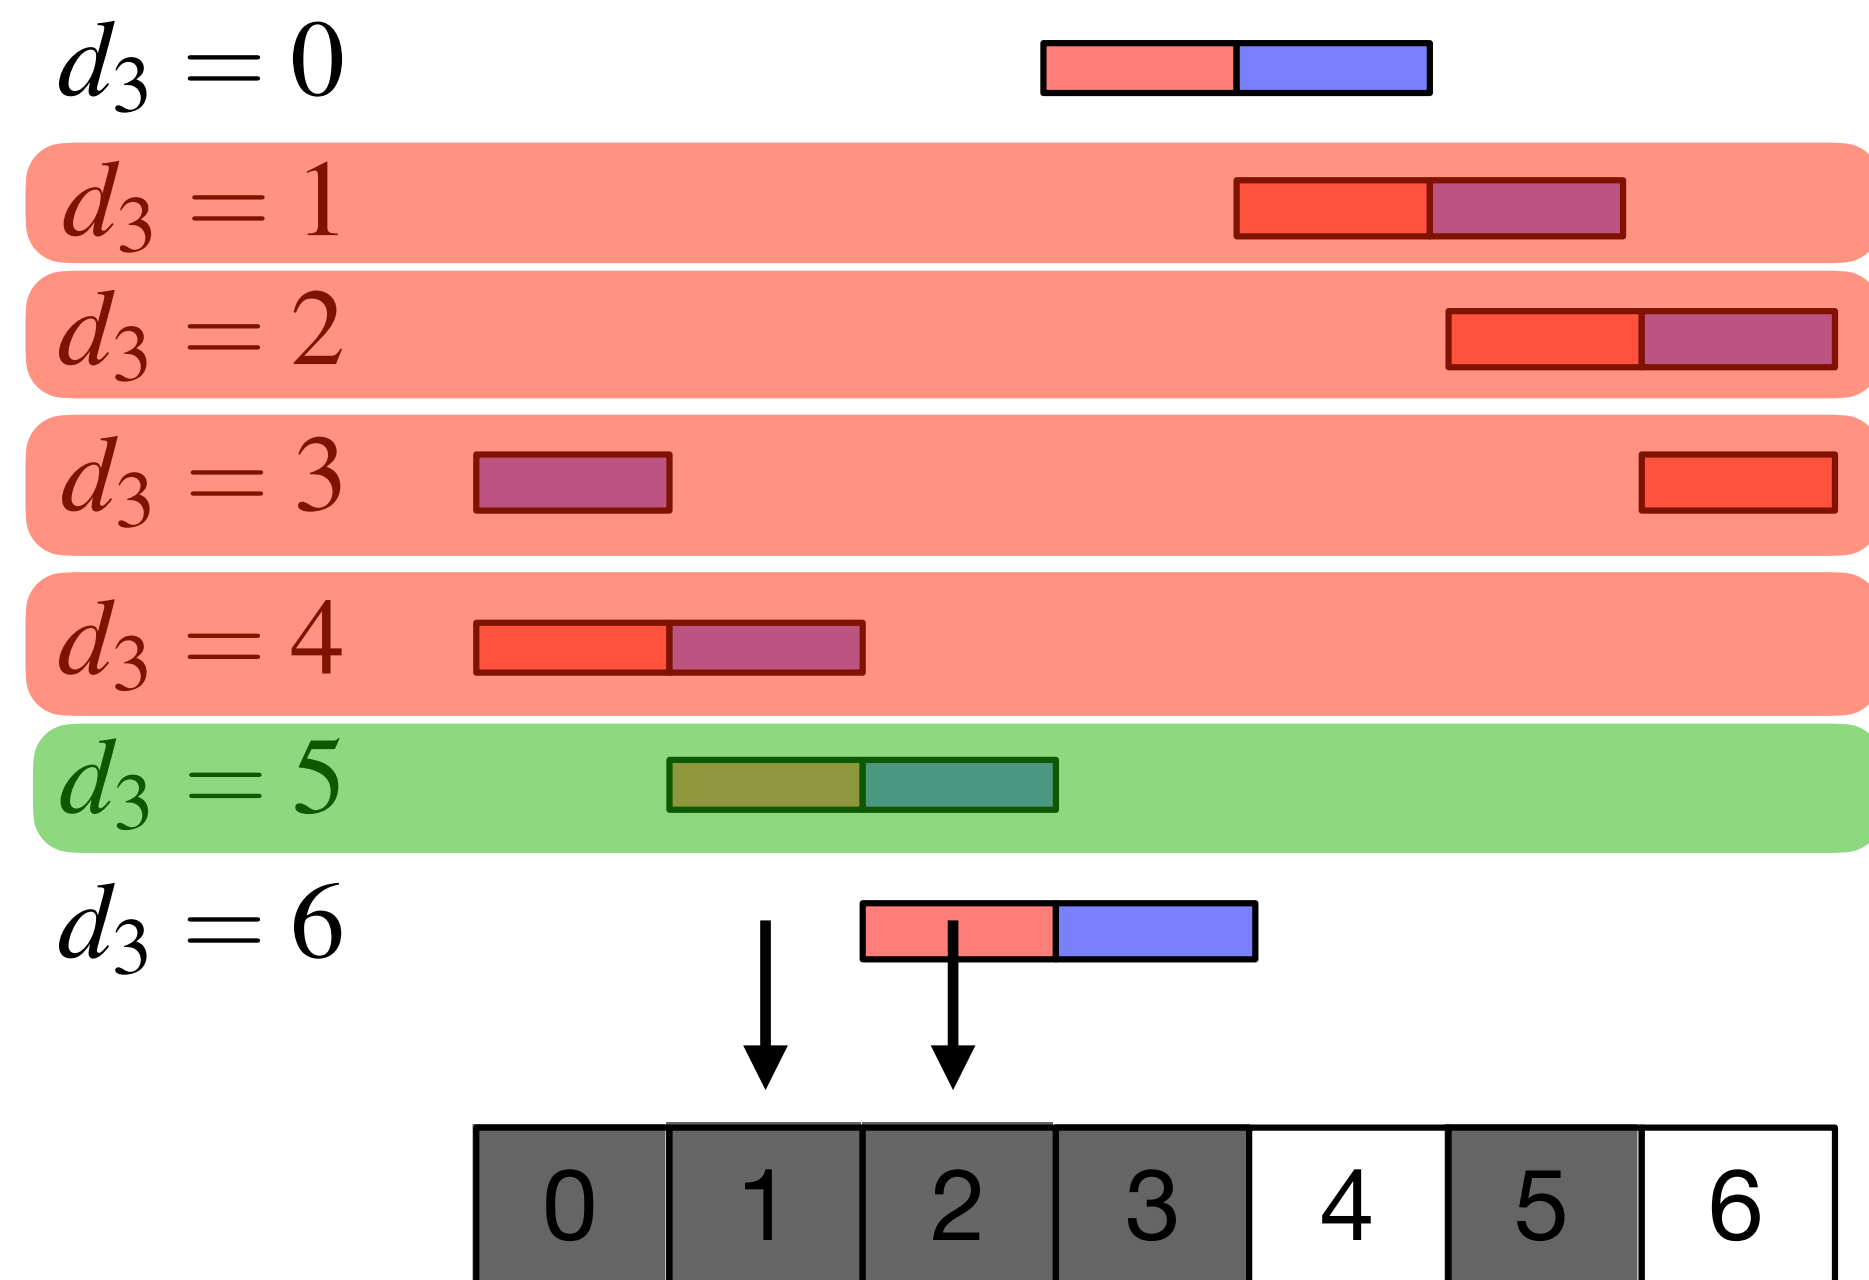 d₃ = 0
d₃ = 1
d₃ = 2
d₃ = 3
d₃ = 4
d₃ = 5
d₃ = 6
0 1 2 3 4 5 6